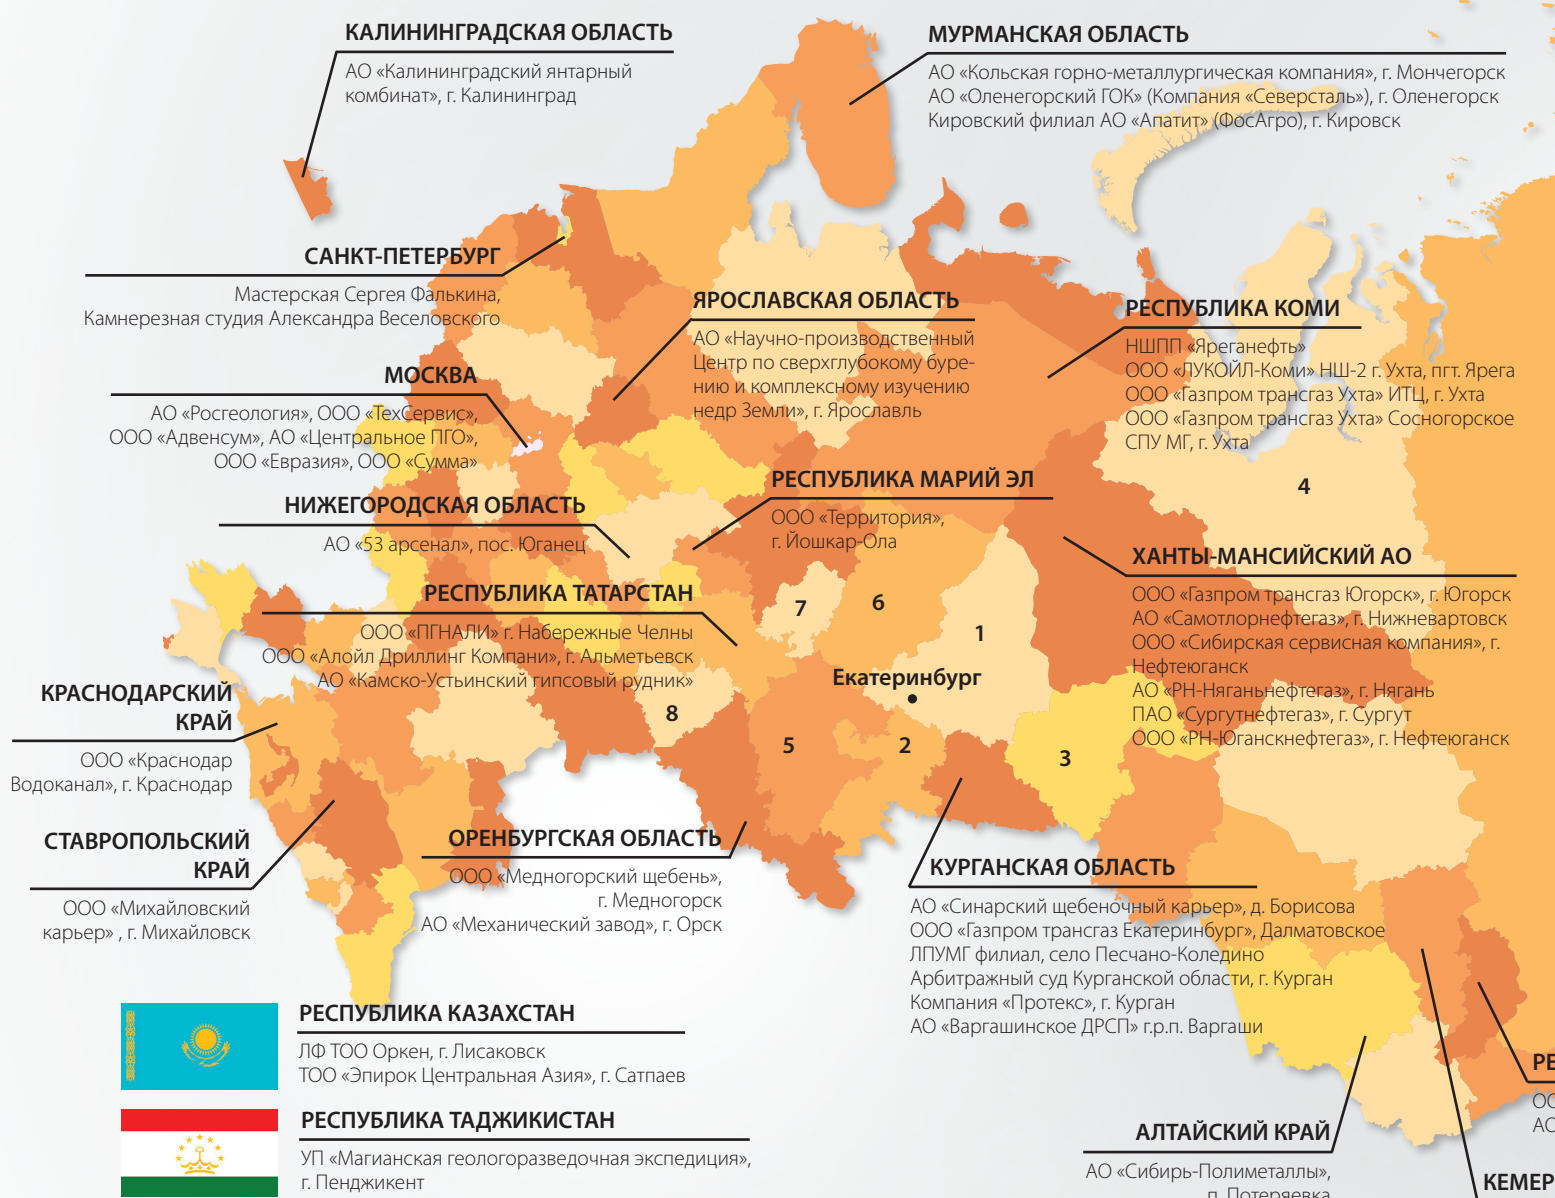 КАЛИНИНГРАДСКАЯ ОБЛАСТЬ
АО «Калининградский янтарный
комбинат», г. Калининград
МУРМАНСКАЯ ОБЛАСТЬ
АО «Кольская горно-металлургическая компания», г. Мончегорск
АО «Оленегорский ГОК» (Компания «Северсталь»), г. Оленегорск
Кировский филиал АО «Апатит» (ФосАгро), г. Кировск
САНКТ-ПЕТЕРБУРГ
Мастерская Сергея Фалькина,
Камнерезная студия Александра Веселовского
ЯРОСЛАВСКАЯ ОБЛАСТЬ
АО «Научно-производственный
Центр по сверхглубокому буре-
нию и комплексному изучению
недр Земли», г. Ярославль
РЕСПУБЛИКА КОМИ
НШПП «Яреганефть»
ООО «ЛУКОЙЛ-Коми» НШ-2 г. Ухта, пгт. Ярега
ООО «Газпром трансгаз Ухта» ИТЦ, г. Ухта
ООО «Газпром трансгаз Ухта» Сосногорское
СПУ МГ, г. Ухта
МОСКВА
АО «Росгеология», ООО «ТехСервис»,
ООО «Адвенсум», АО «Центральное ПГО»,
ООО «Евразия», ООО «Сумма»
НИЖЕГОРОДСКАЯ ОБЛАСТЬ
АО «53 арсенал», пос. Юганец
РЕСПУБЛИКА МАРИЙ ЭЛ
ООО «Территория»,
г. Йошкар-Ола
4
ХАНТЫ-МАНСИЙСКИЙ АО
ООО «Газпром трансгаз Югорск», г. Югорск
АО «Самотлорнефтегаз», г. Нижневартовск
ООО «Сибирская сервисная компания», г.
Нефтеюганск
АО «РН-Няганьнефтегаз», г. Нягань
ПАО «Сургутнефтегаз», г. Сургут
ООО «РН-Юганскнефтегаз», г. Нефтеюганск
РЕСПУБЛИКА ТАТАРСТАН
ООО «ПГНАЛИ» г. Набережные Челны
ООО «Алойл Дриллинг Компани», г. Альметьевск
АО «Камско-Устьинский гипсовый рудник»
7
6
1
Екатеринбург
8
5
2
3
КРАСНОДАРСКИЙ
КРАЙ
ООО «Краснодар
Водоканал», г. Краснодар
СТАВРОПОЛЬСКИЙ
КРАЙ
ООО «Михайловский
карьер» , г. Михайловск
ОРЕНБУРГСКАЯ ОБЛАСТЬ
ООО «Медногорский щебень»,
г. Медногорск
АО «Механический завод», г. Орск
КУРГАНСКАЯ ОБЛАСТЬ
АО «Синарский щебеночный карьер», д. Борисова
ООО «Газпром трансгаз Екатеринбург», Далматовское
ЛПУМГ филиал, село Песчано-Коледино
Арбитражный суд Курганской области, г. Курган
Компания «Протекс», г. Курган
АО «Варгашинское ДРСП» г.р.п. Варгаши
РЕСПУБЛИКА КАЗАХСТАН
ЛФ ТОО Оркен, г. Лисаковск
ТОО «Эпирок Центральная Азия», г. Сатпаев
РЕСПУБЛИКА ТАДЖИКИСТАН
УП «Магианская геологоразведочная экспедиция»,
г. Пенджикент
АЛТАЙСКИЙ КРАЙ
АО «Сибирь-Полиметаллы»,
п. Потеряевка
РЕ
ОО
АО
КЕМЕР